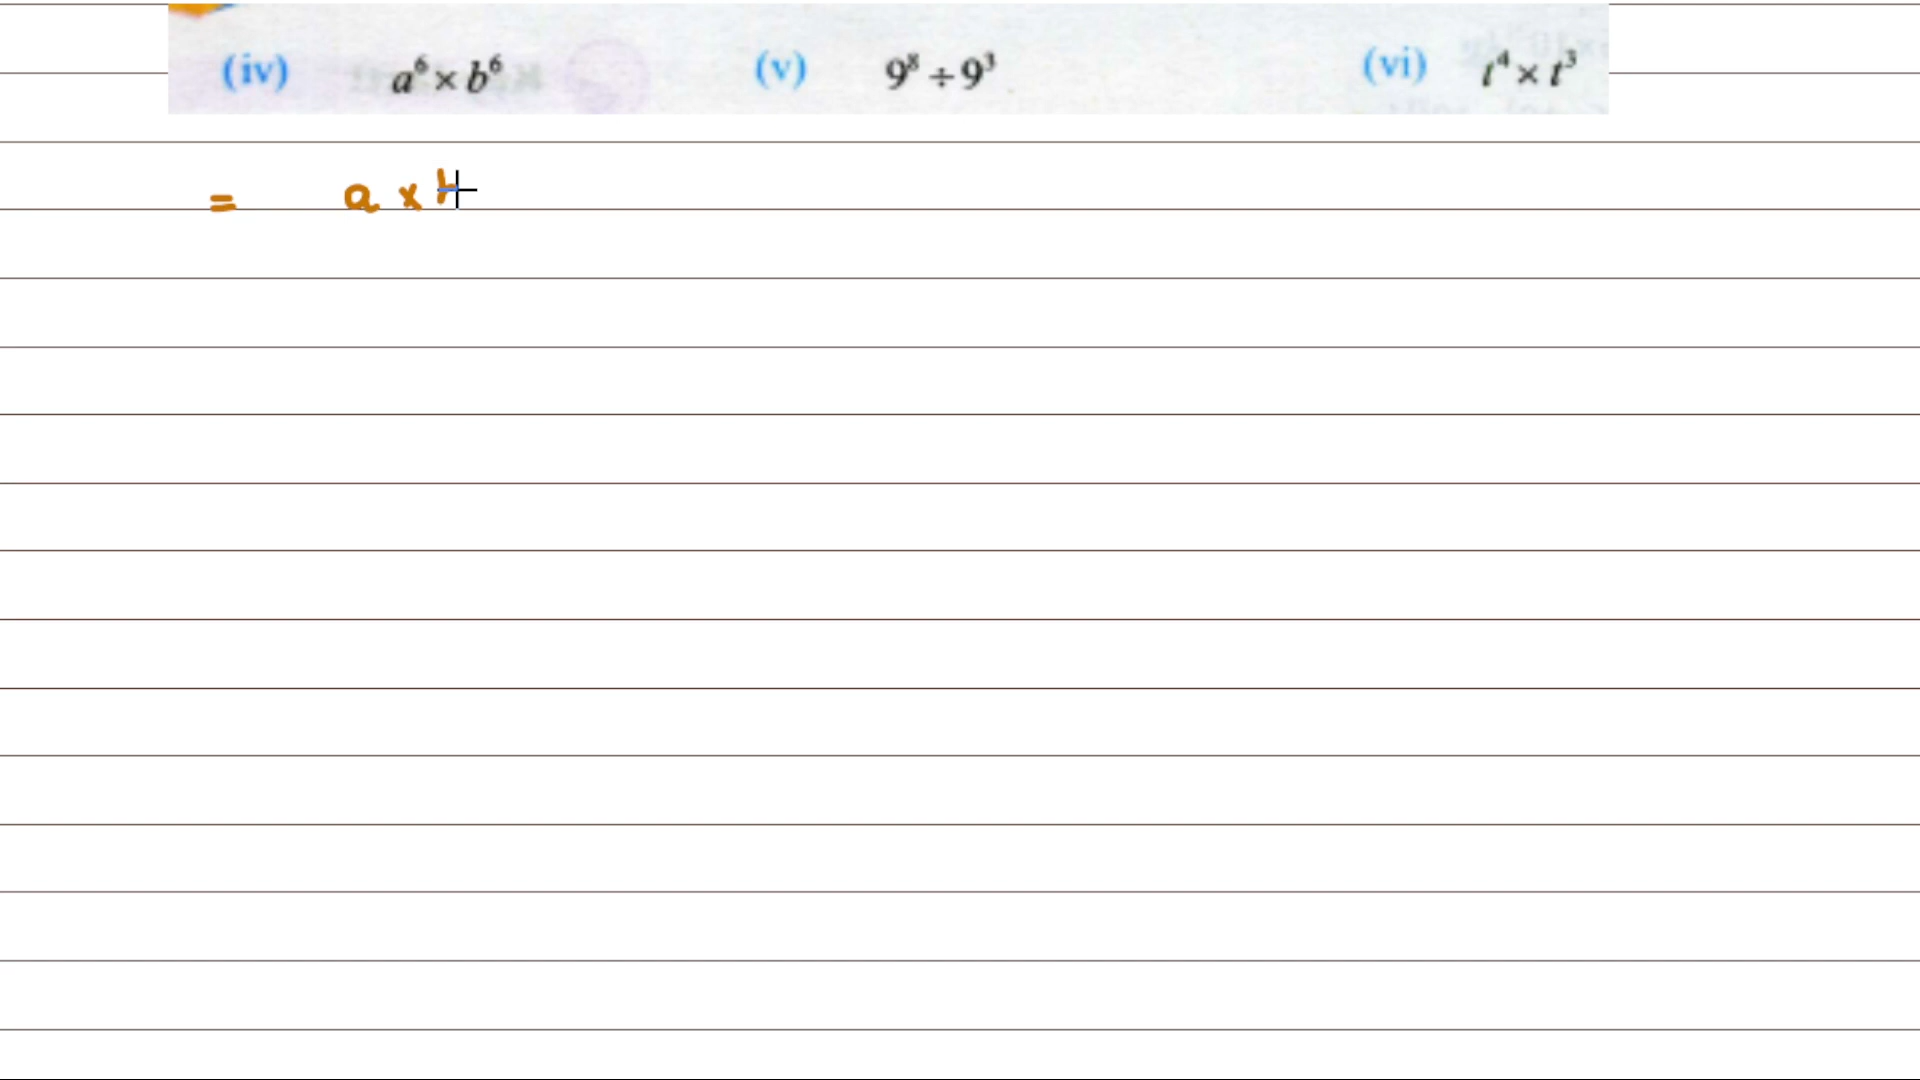 (iv) a⁶ × b⁶ (v) 9⁸ ÷ 9³ (vi) t⁴ × t³
= a ×